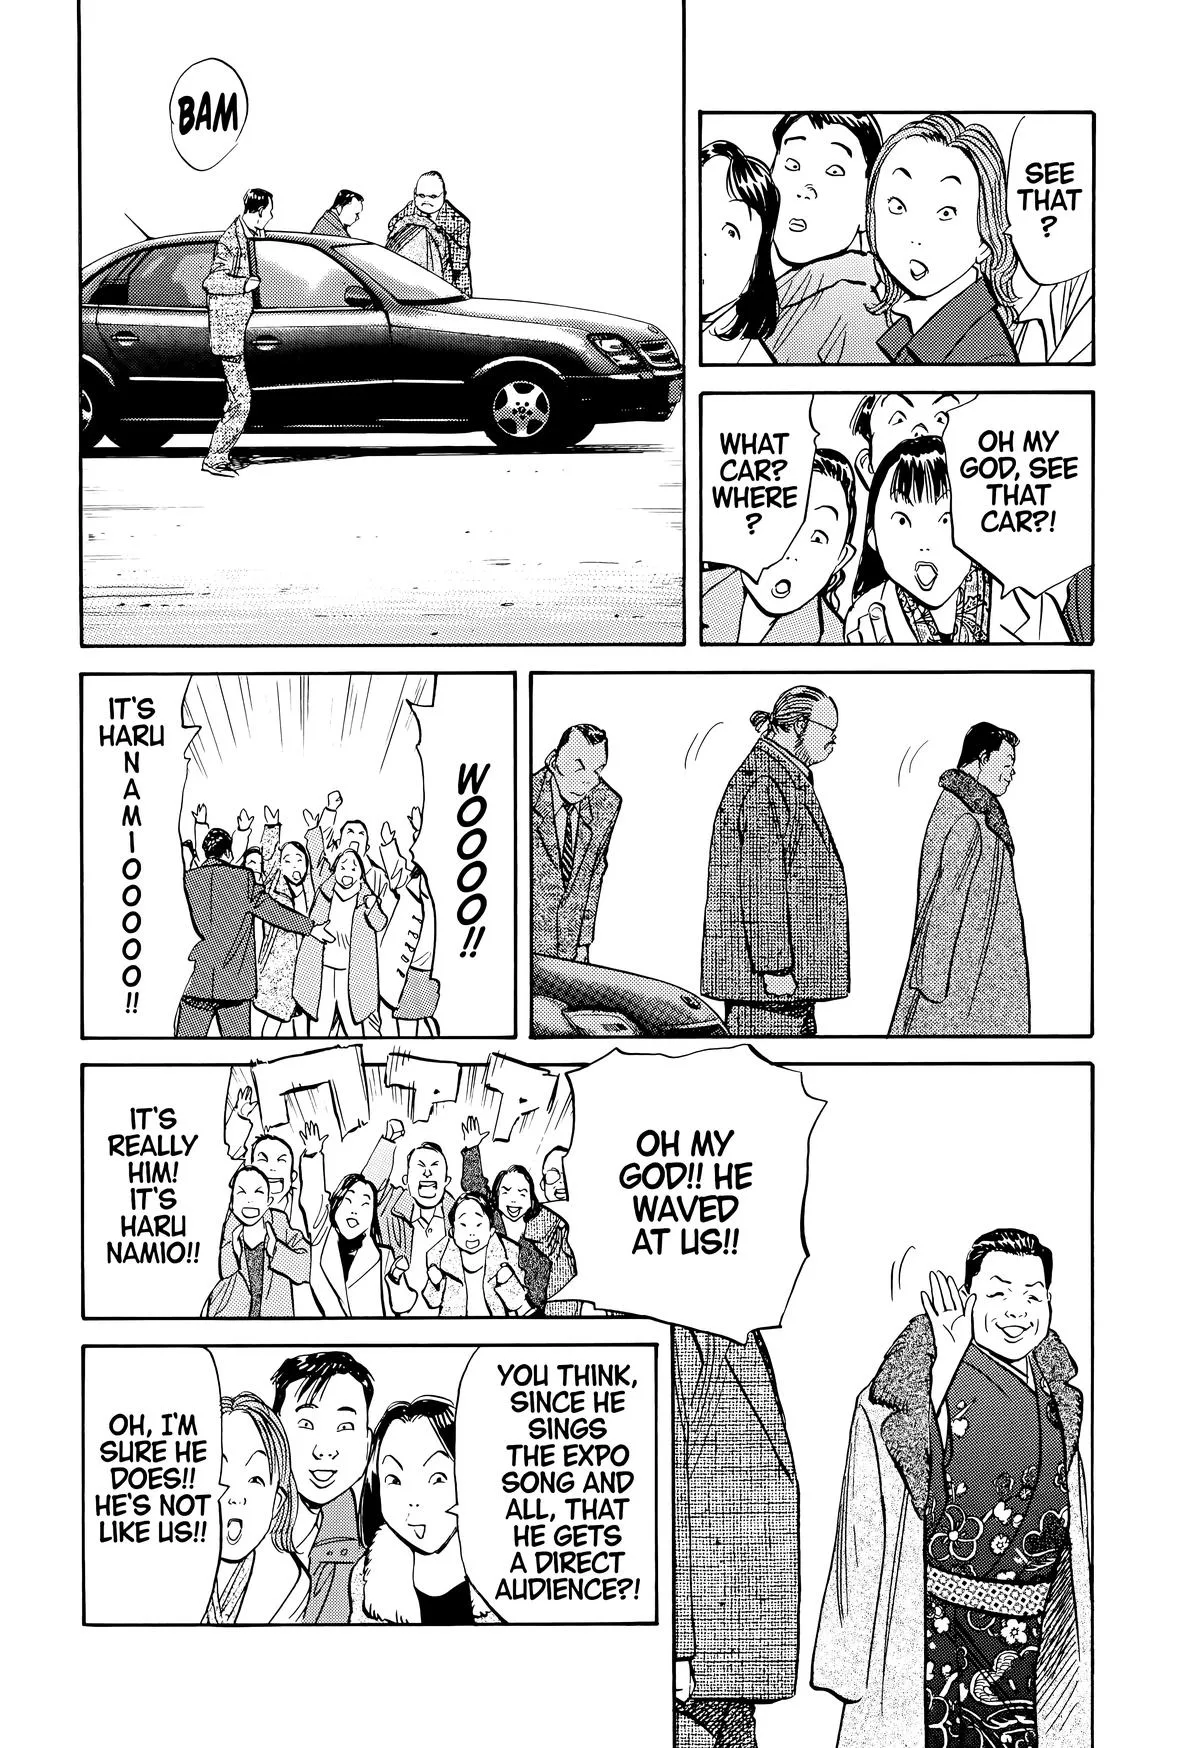 SEE
THAT
?
OH MY
GOD, SEE
THAT
CAR?!
WHAT
CAR?
WHERE
?
BAM
WOOOO!!
IT'S
HARU
NAMIOOOOO!!
OH MY
GOD!! HE
WAVED
AT US!!
IT'S
REALLY
HIM!
IT'S
HARU
NAMIO!!
YOU THINK,
SINCE HE
SINGS
THE EXPO
SONG AND
ALL, THAT
HE GETS
A DIRECT
AUDIENCE?!
OH, I'M
SURE HE
DOES!!
HE'S NOT
LIKE US!!